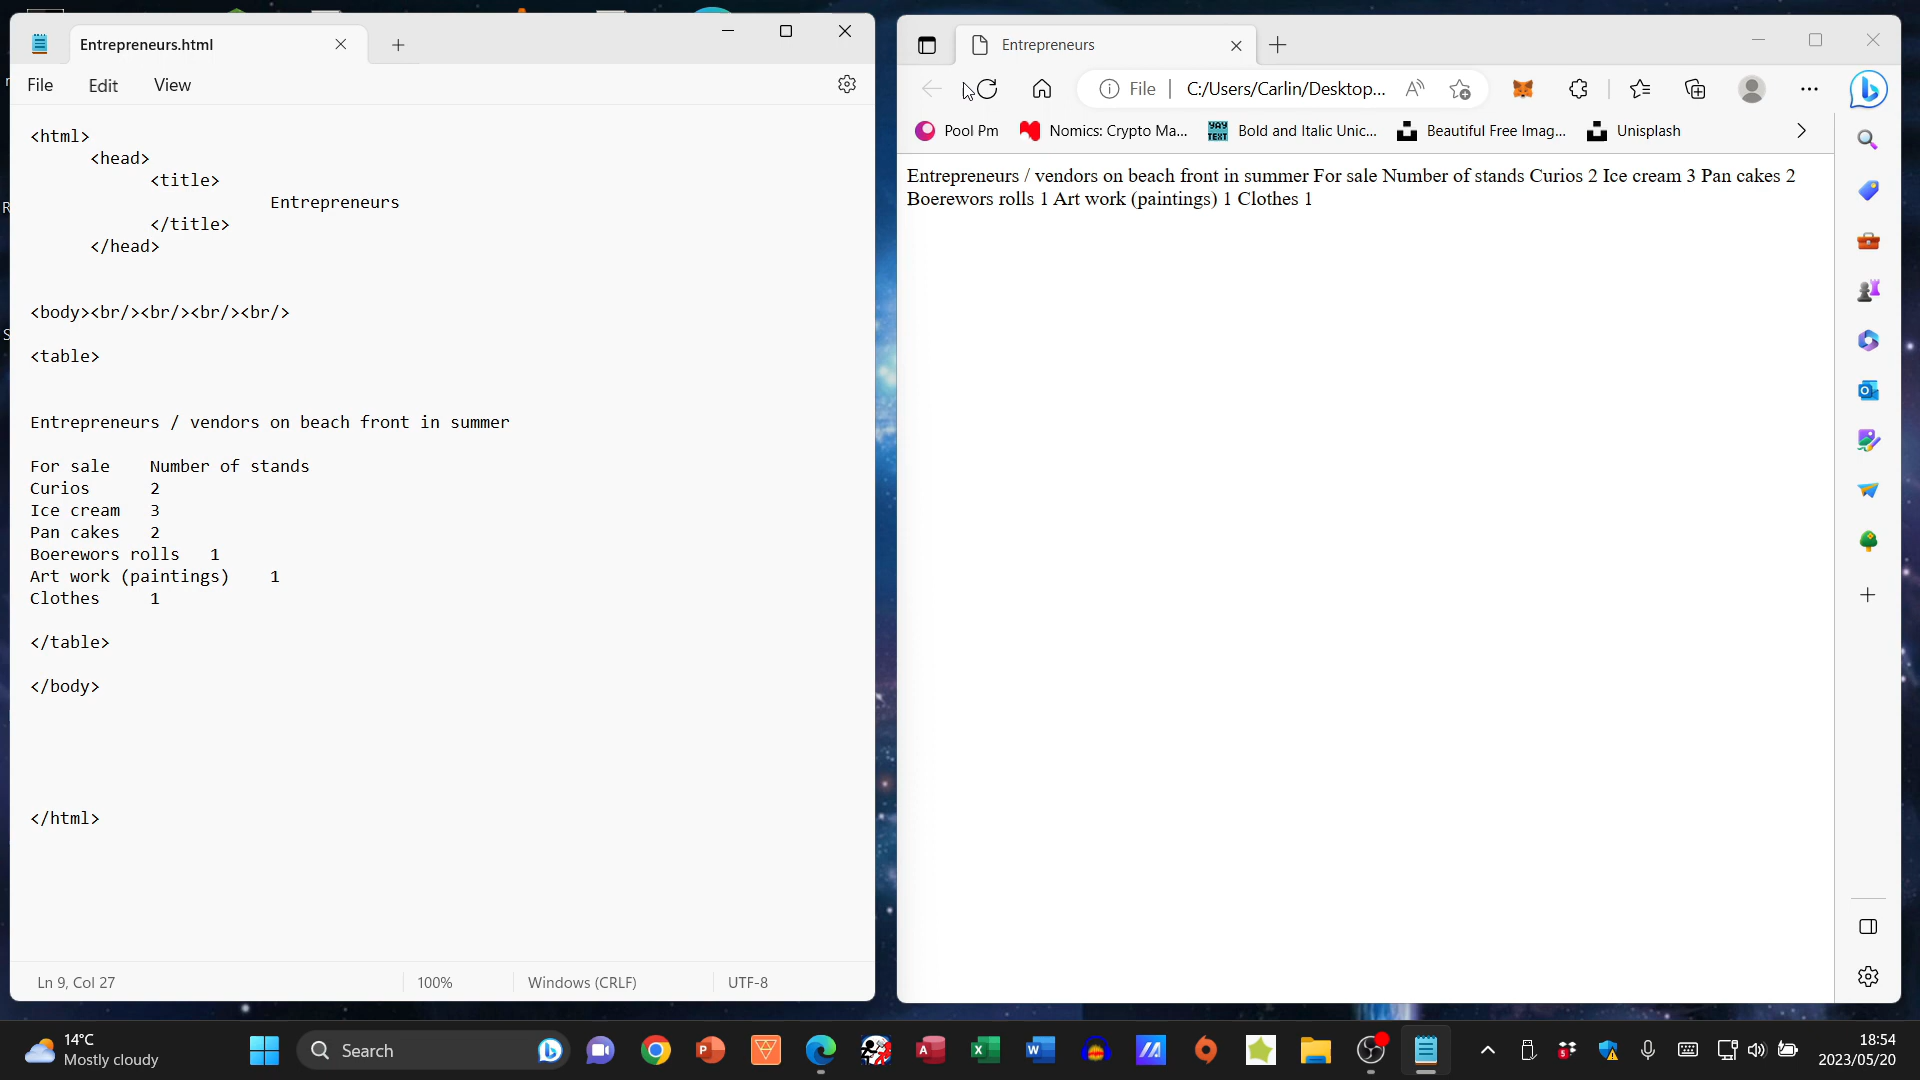 Entrepreneurs.html
File Edit View
<html>
<head>
<title>
Entrepreneurs
</title>
</head>
<body><br/><br/><br/><br/>
<table>
Entrepreneurs / vendors on beach front in summer
For sale Number of stands
Curios 2
Ice cream 3
Pan cakes 2
Boerewors rolls 1
Art work (paintings) 1
Clothes 1
</table>
</body>
</html>
Ln 9, Col 27 100% Windows (CRLF) UTF-8
Entrepreneurs
File C:/Users/Carlin/Desktop...
Pool Pm Nomics: Crypto Ma... YAY TEXT Bold and Italic Unic... Beautiful Free Imag... Unisplash
Entrepreneurs / vendors on beach front in summer For sale Number of stands Curios 2 Ice cream 3 Pan cakes 2
Boerewors rolls 1 Art work (paintings) 1 Clothes 1
14°C
Mostly cloudy
Search
18:54
2023/05/20